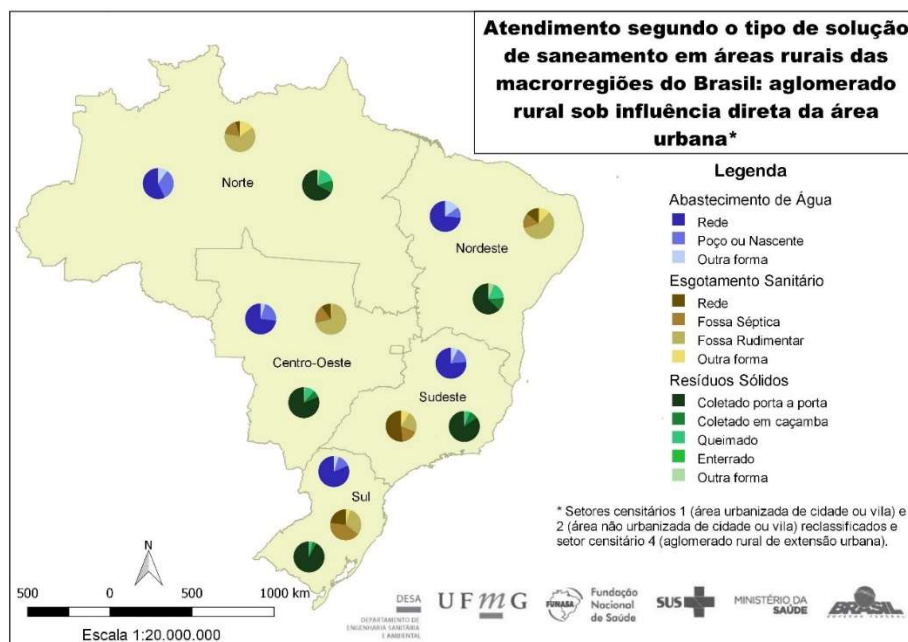 Atendimento segundo o tipo de solução
de saneamento em áreas rurais das
macrorregiões do Brasil: aglomerado
rural sob influência direta da área
urbana*
Legenda
Abastecimento de Água
Rede
Poço ou Nascente
Outra forma
Esgotamento Sanitário
Rede
Fossa Séptica
Fossa Rudimentar
Outra forma
Resíduos Sólidos
Coletado porta a porta
Coletado em caçamba
Queimado
Enterrado
Outra forma
* Setores censitários 1 (área urbanizada de cidade ou vila) e
2 (área não urbanizada de cidade ou vila) reclassificados e
setor censitário 4 (aglomerado rural de extensão urbana).
Norte
Nordeste
Centro-Oeste
Sudeste
Sul
N
500 0 500 1000 km
Escala 1:20.000.000
DESA
DEPARTAMENTO DE
ENGENHARIA SANITÁRIA
E AMBIENTAL
UFmG
FUNASA
Fundação
Nacional
de Saúde
SUS
MINISTÉRIO DA
SAÚDE
BRASIL
GOVERNO FEDERAL